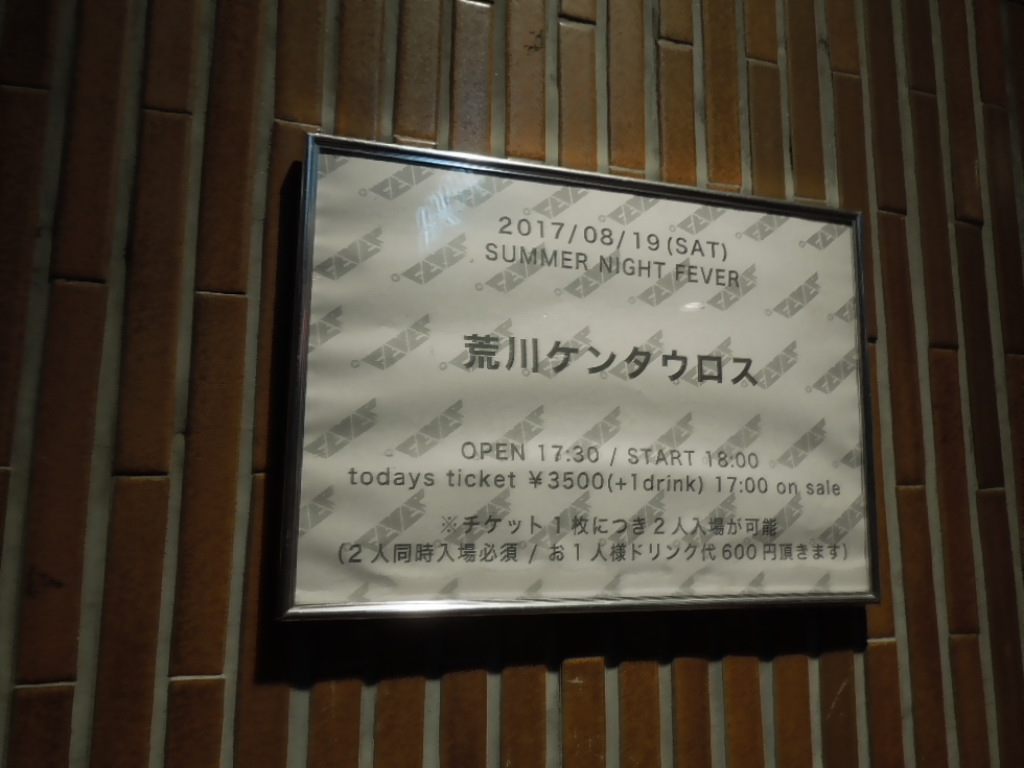 2017/08/19(SAT)
SUMMER NIGHT FEVER
荒川ケンタウロス
OPEN 17:30 / START 18:00
todays ticket ¥3500(+1drink) 17:00 on sale
※チケット1枚につき2人入場が可能
(2人同時入場必須 / お1人様ドリンク代600円頂きます)